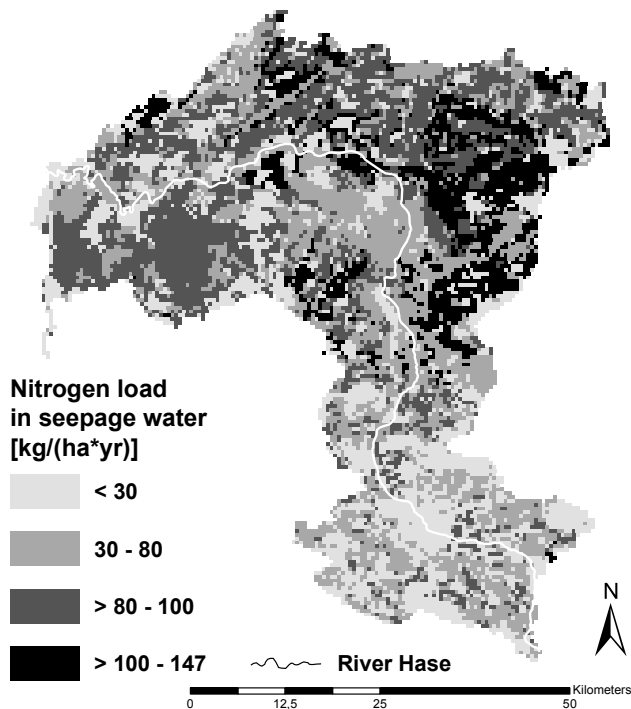 Nitrogen load
in seepage water
[kg/(ha*yr)]
< 30
30 - 80
> 80 - 100
> 100 - 147
River Hase
N
Kilometers
0 12,5 25 50